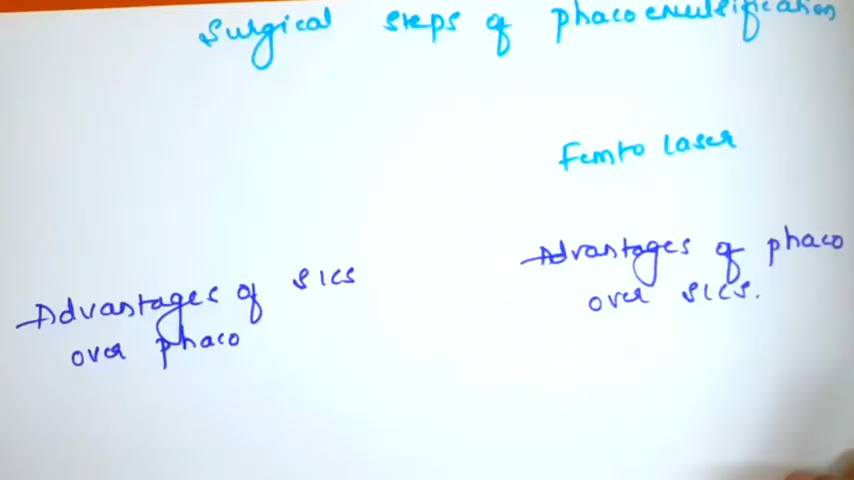 Surgical steps of phacoemulsification
Femto laser
Advantages of SICS
over phaco
Advantages of phaco
over SICS.